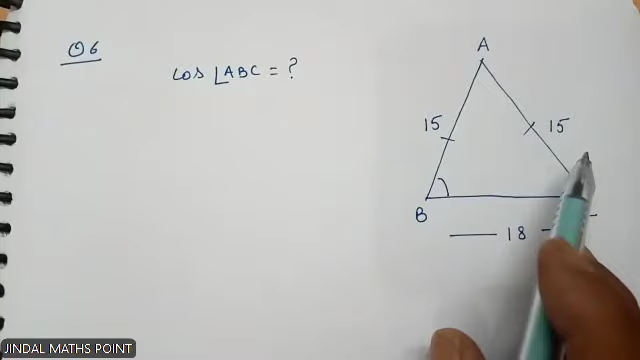 Q6
cos ∠ABC = ?
A
15
15
B
18
JINDAL MATHS POINT